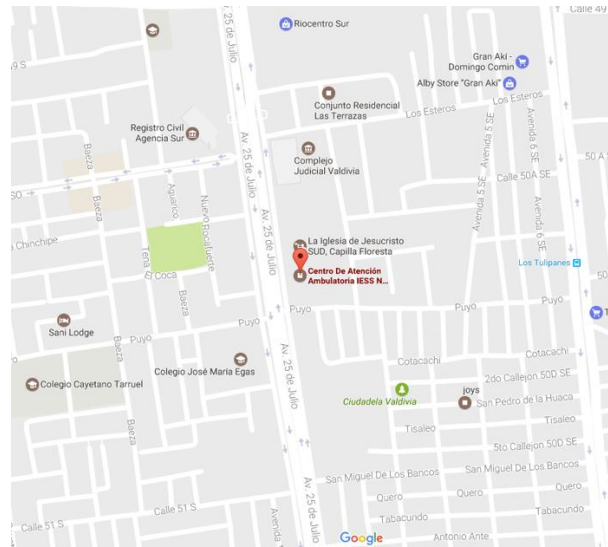 Calle 49
Riocentro Sur
Av. 25 de Julio
Gran Akí -
Domingo Comin
Alby Store "Gran Akí"
49 S
Conjunto Residencial
Las Terrazas
Los Esteros
Los Esteros
Registro Civil
Agencia Sur
Avenida 5 SE
Avenida 6 SE
Baeza
Av. 25 de Julio
Complejo
Judicial Valdivia
50 A S
Calle 50A SE
SO
Baeza
Aguarico
Nuevo Rocafuerte
Av. 25 de Julio
Avenida 5 SE
Chinchipe
Tena
La Iglesia de Jesucristo
SUD, Capilla Floresta
Los Tulipanes
El Coca
Baeza
Centro De Atención
Ambulatoria IESS N...
Puyo
Puyo
Puyo
Puyo
Puyo
T
Sani Lodge
Baeza
Cotacachi
Cotacachi
Colegio José María Egas
Av. 25 de Julio
2do Callejon 50D SE
Colegio Cayetano Tarruel
joys
Ciudadela Valdivia
San Pedro de la Huaca
Baeza
Tisaleo
Tisaleo
5to Callejon 50D SE
San Miguel De Los Bancos
San Miguel De Los Bancos
Quero
Quero
Quero
Calle 51 S
Calle 51 S
Avenida
Av. 25 de Julio
Tabacundo
Tabacundo
Google
Antonio Ante